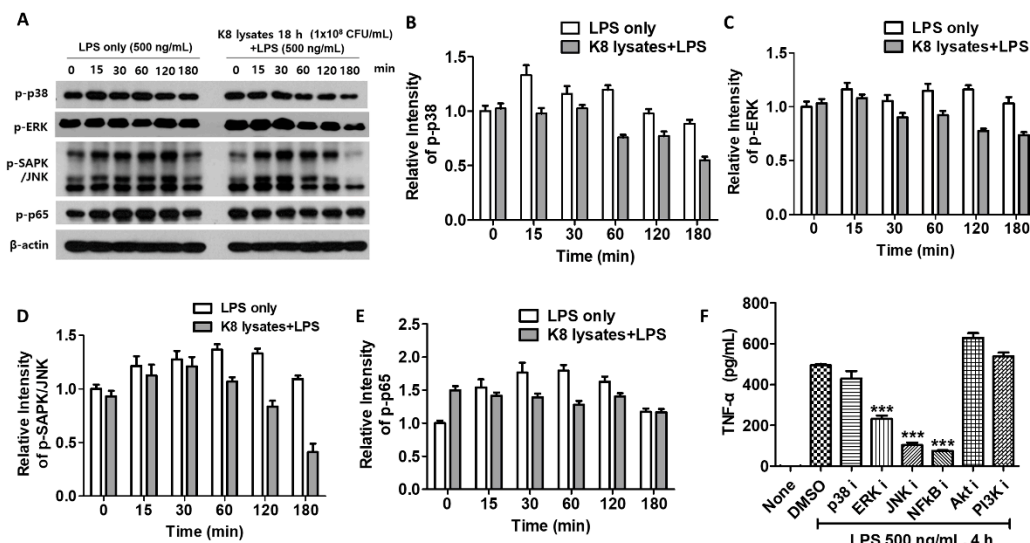 A
LPS only (500 ng/mL)
K8 lysates 18 h (1x10⁸ CFU/mL)
+LPS (500 ng/mL)
0 15 30 60 120 180
0 15 30 60 120 180 min
p-p38
p-ERK
p-SAPK
/JNK
p-p65
β-actin
B
LPS only
K8 lysates+LPS
Relative Intensity
of p-p38
1.5
1.0
0.5
0.0
0 15 30 60 120 180
Time (min)
C
LPS only
K8 lysates+LPS
Relative Intensity
of p-ERK
1.5
1.0
0.5
0.0
0 15 30 60 120 180
Time (min)
D
LPS only
K8 lysates+LPS
Relative Intensity
of p-SAPK/JNK
1.5
1.0
0.5
0.0
0 15 30 60 120 180
Time (min)
E
LPS only
K8 lysates+LPS
Relative Intensity
of p-p65
2.5
2.0
1.5
1.0
0.5
0.0
0 15 30 60 120 180
Time (min)
F
TNF-α (pg/mL)
800
600
400
200
0
***
***
***
None
DMSO
p38 i
ERK i
JNK i
NFkB i
Akt i
PI3K i
LPS 500 ng/mL, 4 h